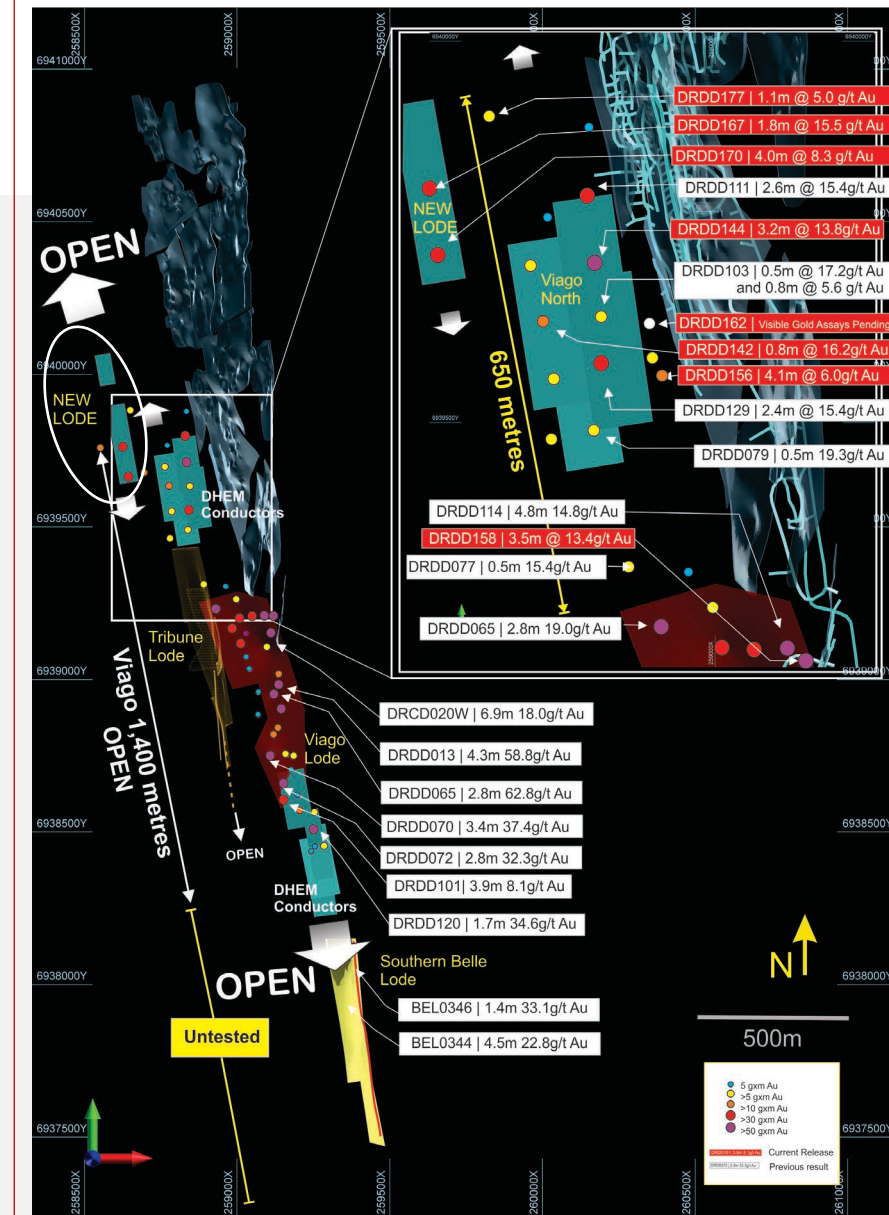 258500X
259000X
259500X
6941000Y
6940500Y
6940000Y
6939500Y
6939000Y
6938500Y
6938000Y
6937500Y
OPEN
NEW
LODE
DHEM
Conductors
Tribune
Lode
Viago 1,400 metres
OPEN
Viago
Lode
OPEN
DHEM
Conductors
OPEN
Southern Belle
Lode
Untested
6940000Y
6940000Y
NEW
LODE
Viago
North
650 metres
6939500Y
259000X
DRDD177 | 1.1m @ 5.0 g/t Au
DRDD167 | 1.8m @ 15.5 g/t Au
DRDD170 | 4.0m @ 8.3 g/t Au
DRDD111 | 2.6m @ 15.4g/t Au
DRDD144 | 3.2m @ 13.8g/t Au
DRDD103 | 0.5m @ 17.2g/t Au
and 0.8m @ 5.6 g/t Au
DRDD162 | Visible Gold Assays Pending
DRDD142 | 0.8m @ 16.2g/t Au
DRDD156 | 4.1m @ 6.0g/t Au
DRDD129 | 2.4m @ 15.4g/t Au
DRDD079 | 0.5m 19.3g/t Au
DRDD114 | 4.8m 14.8g/t Au
DRDD158 | 3.5m @ 13.4g/t Au
DRDD077 | 0.5m 15.4g/t Au
DRDD065 | 2.8m 19.0g/t Au
DRCD020W | 6.9m 18.0g/t Au
DRDD013 | 4.3m 58.8g/t Au
DRDD065 | 2.8m 62.8g/t Au
DRDD070 | 3.4m 37.4g/t Au
DRDD072 | 2.8m 32.3g/t Au
DRDD101 | 3.9m 8.1g/t Au
DRDD120 | 1.7m 34.6g/t Au
BEL0346 | 1.4m 33.1g/t Au
BEL0344 | 4.5m 22.8g/t Au
6938500Y
6938000Y
6937500Y
N
500m
5 gxm Au
>5 gxm Au
>10 gxm Au
>30 gxm Au
>50 gxm Au
Current Release
Previous result
258500X
259000X
259500X
260000X
260500X